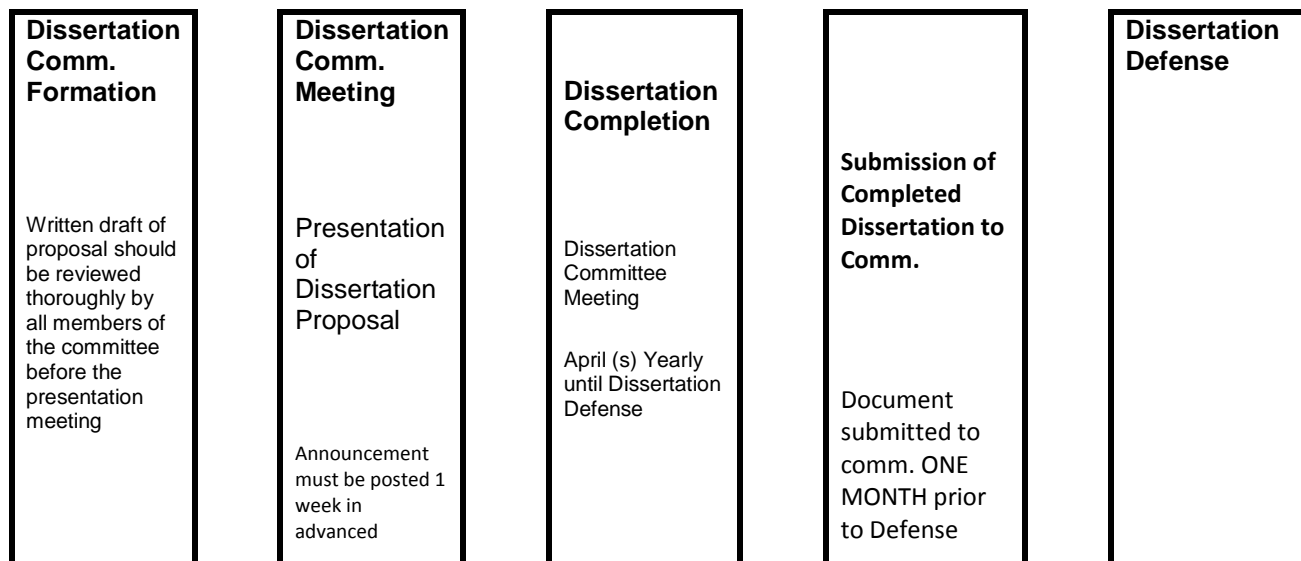 Dissertation
Comm.
Formation
Written draft of
proposal should
be reviewed
thoroughly by
all members of
the committee
before the
presentation
meeting
Dissertation
Comm.
Meeting
Presentation
of
Dissertation
Proposal
Announcement
must be posted 1
week in
advanced
Dissertation
Completion
Dissertation
Committee
Meeting
April (s) Yearly
until Dissertation
Defense
Submission of
Completed
Dissertation to
Comm.
Document
submitted to
comm. ONE
MONTH prior
to Defense
Dissertation
Defense